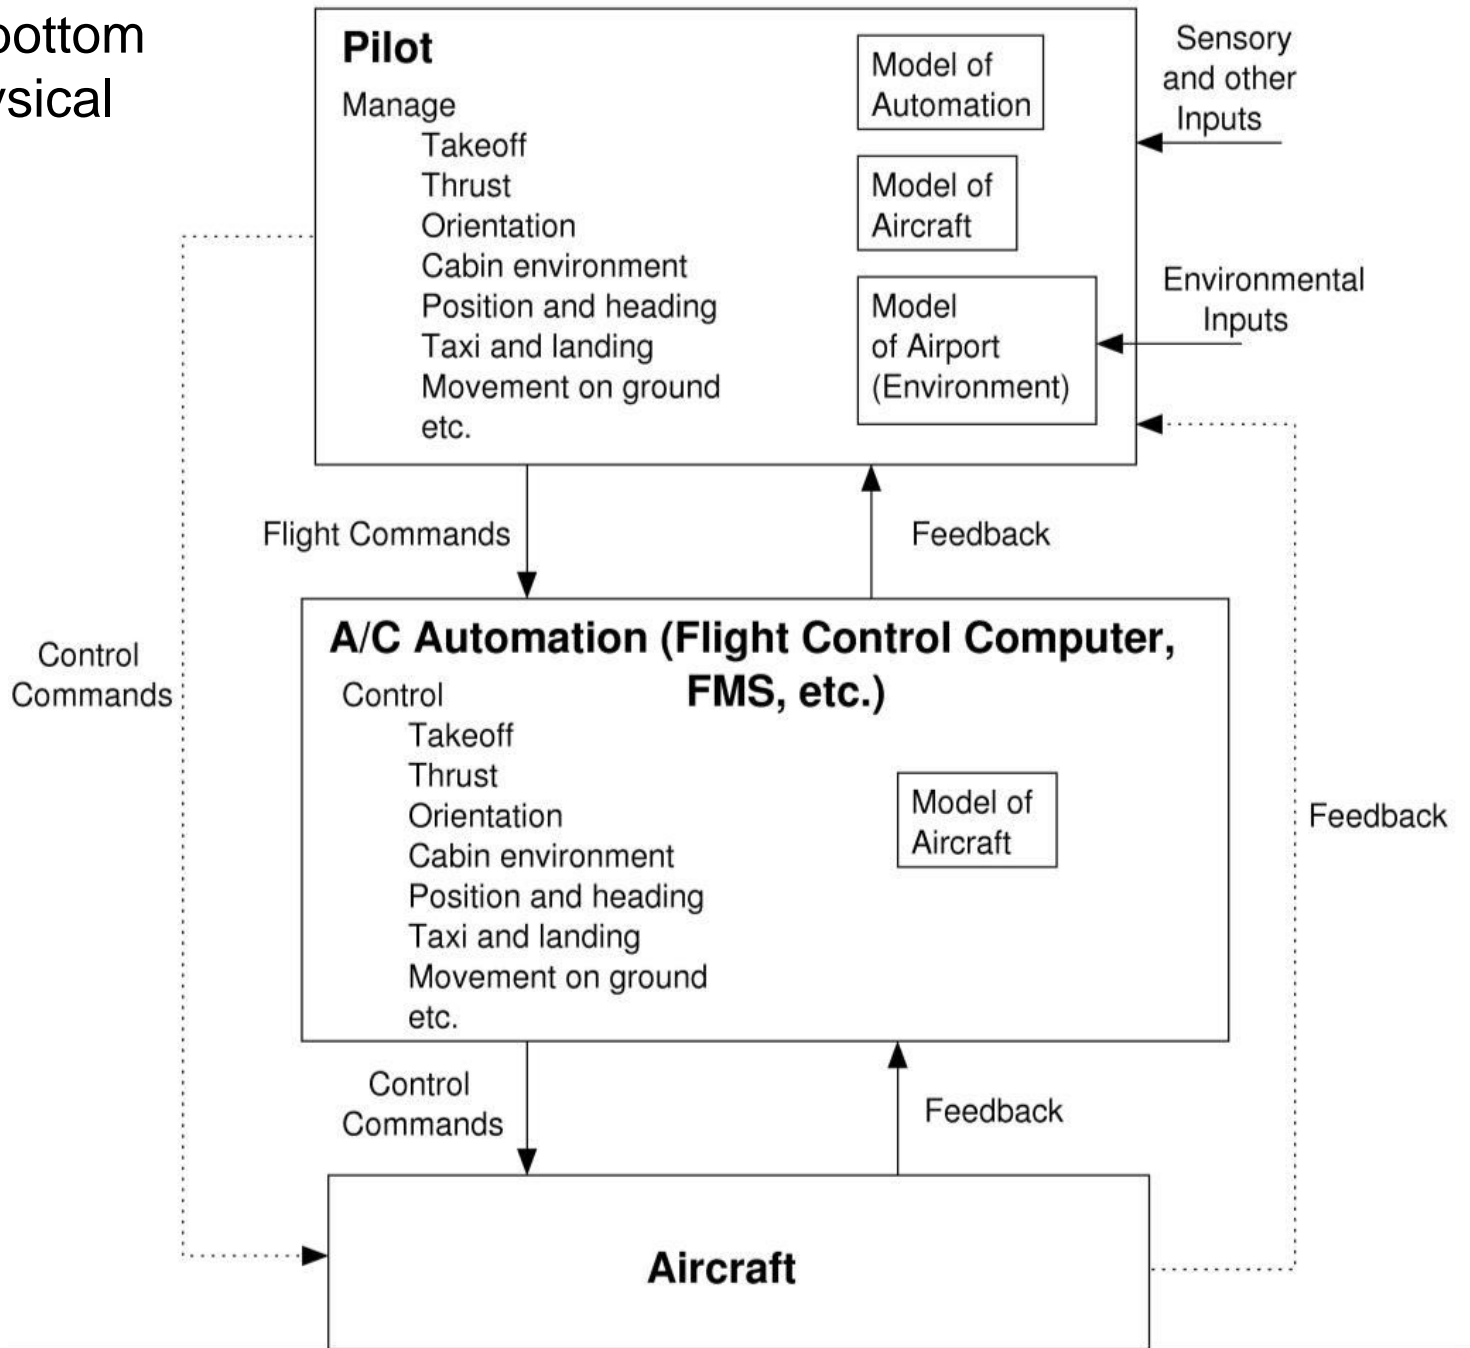 bottom
ysical
Pilot
Manage
Takeoff
Thrust
Orientation
Cabin environment
Position and heading
Taxi and landing
Movement on ground
etc.
Model of
Automation
Model of
Aircraft
Model
of Airport
(Environment)
Sensory
and other
Inputs
Environmental
Inputs
Flight Commands
Feedback
Control
Commands
A/C Automation (Flight Control Computer,
FMS, etc.)
Control
Takeoff
Thrust
Orientation
Cabin environment
Position and heading
Taxi and landing
Movement on ground
etc.
Model of
Aircraft
Feedback
Control
Commands
Feedback
Aircraft